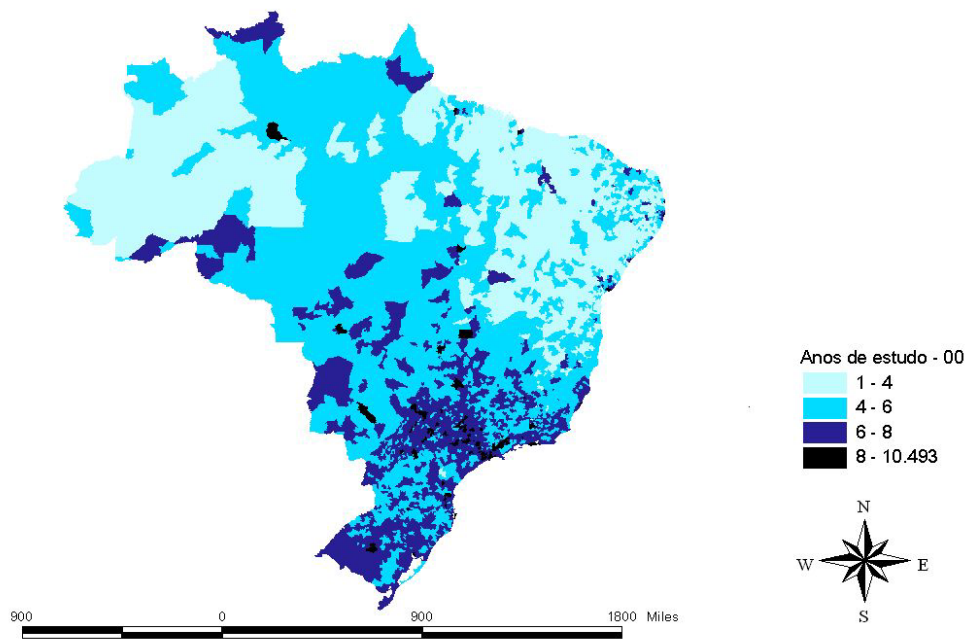 Anos de estudo - 00
1 - 4
4 - 6
6 - 8
8 - 10.493
N
W E
S
900 0 900 1800 Miles